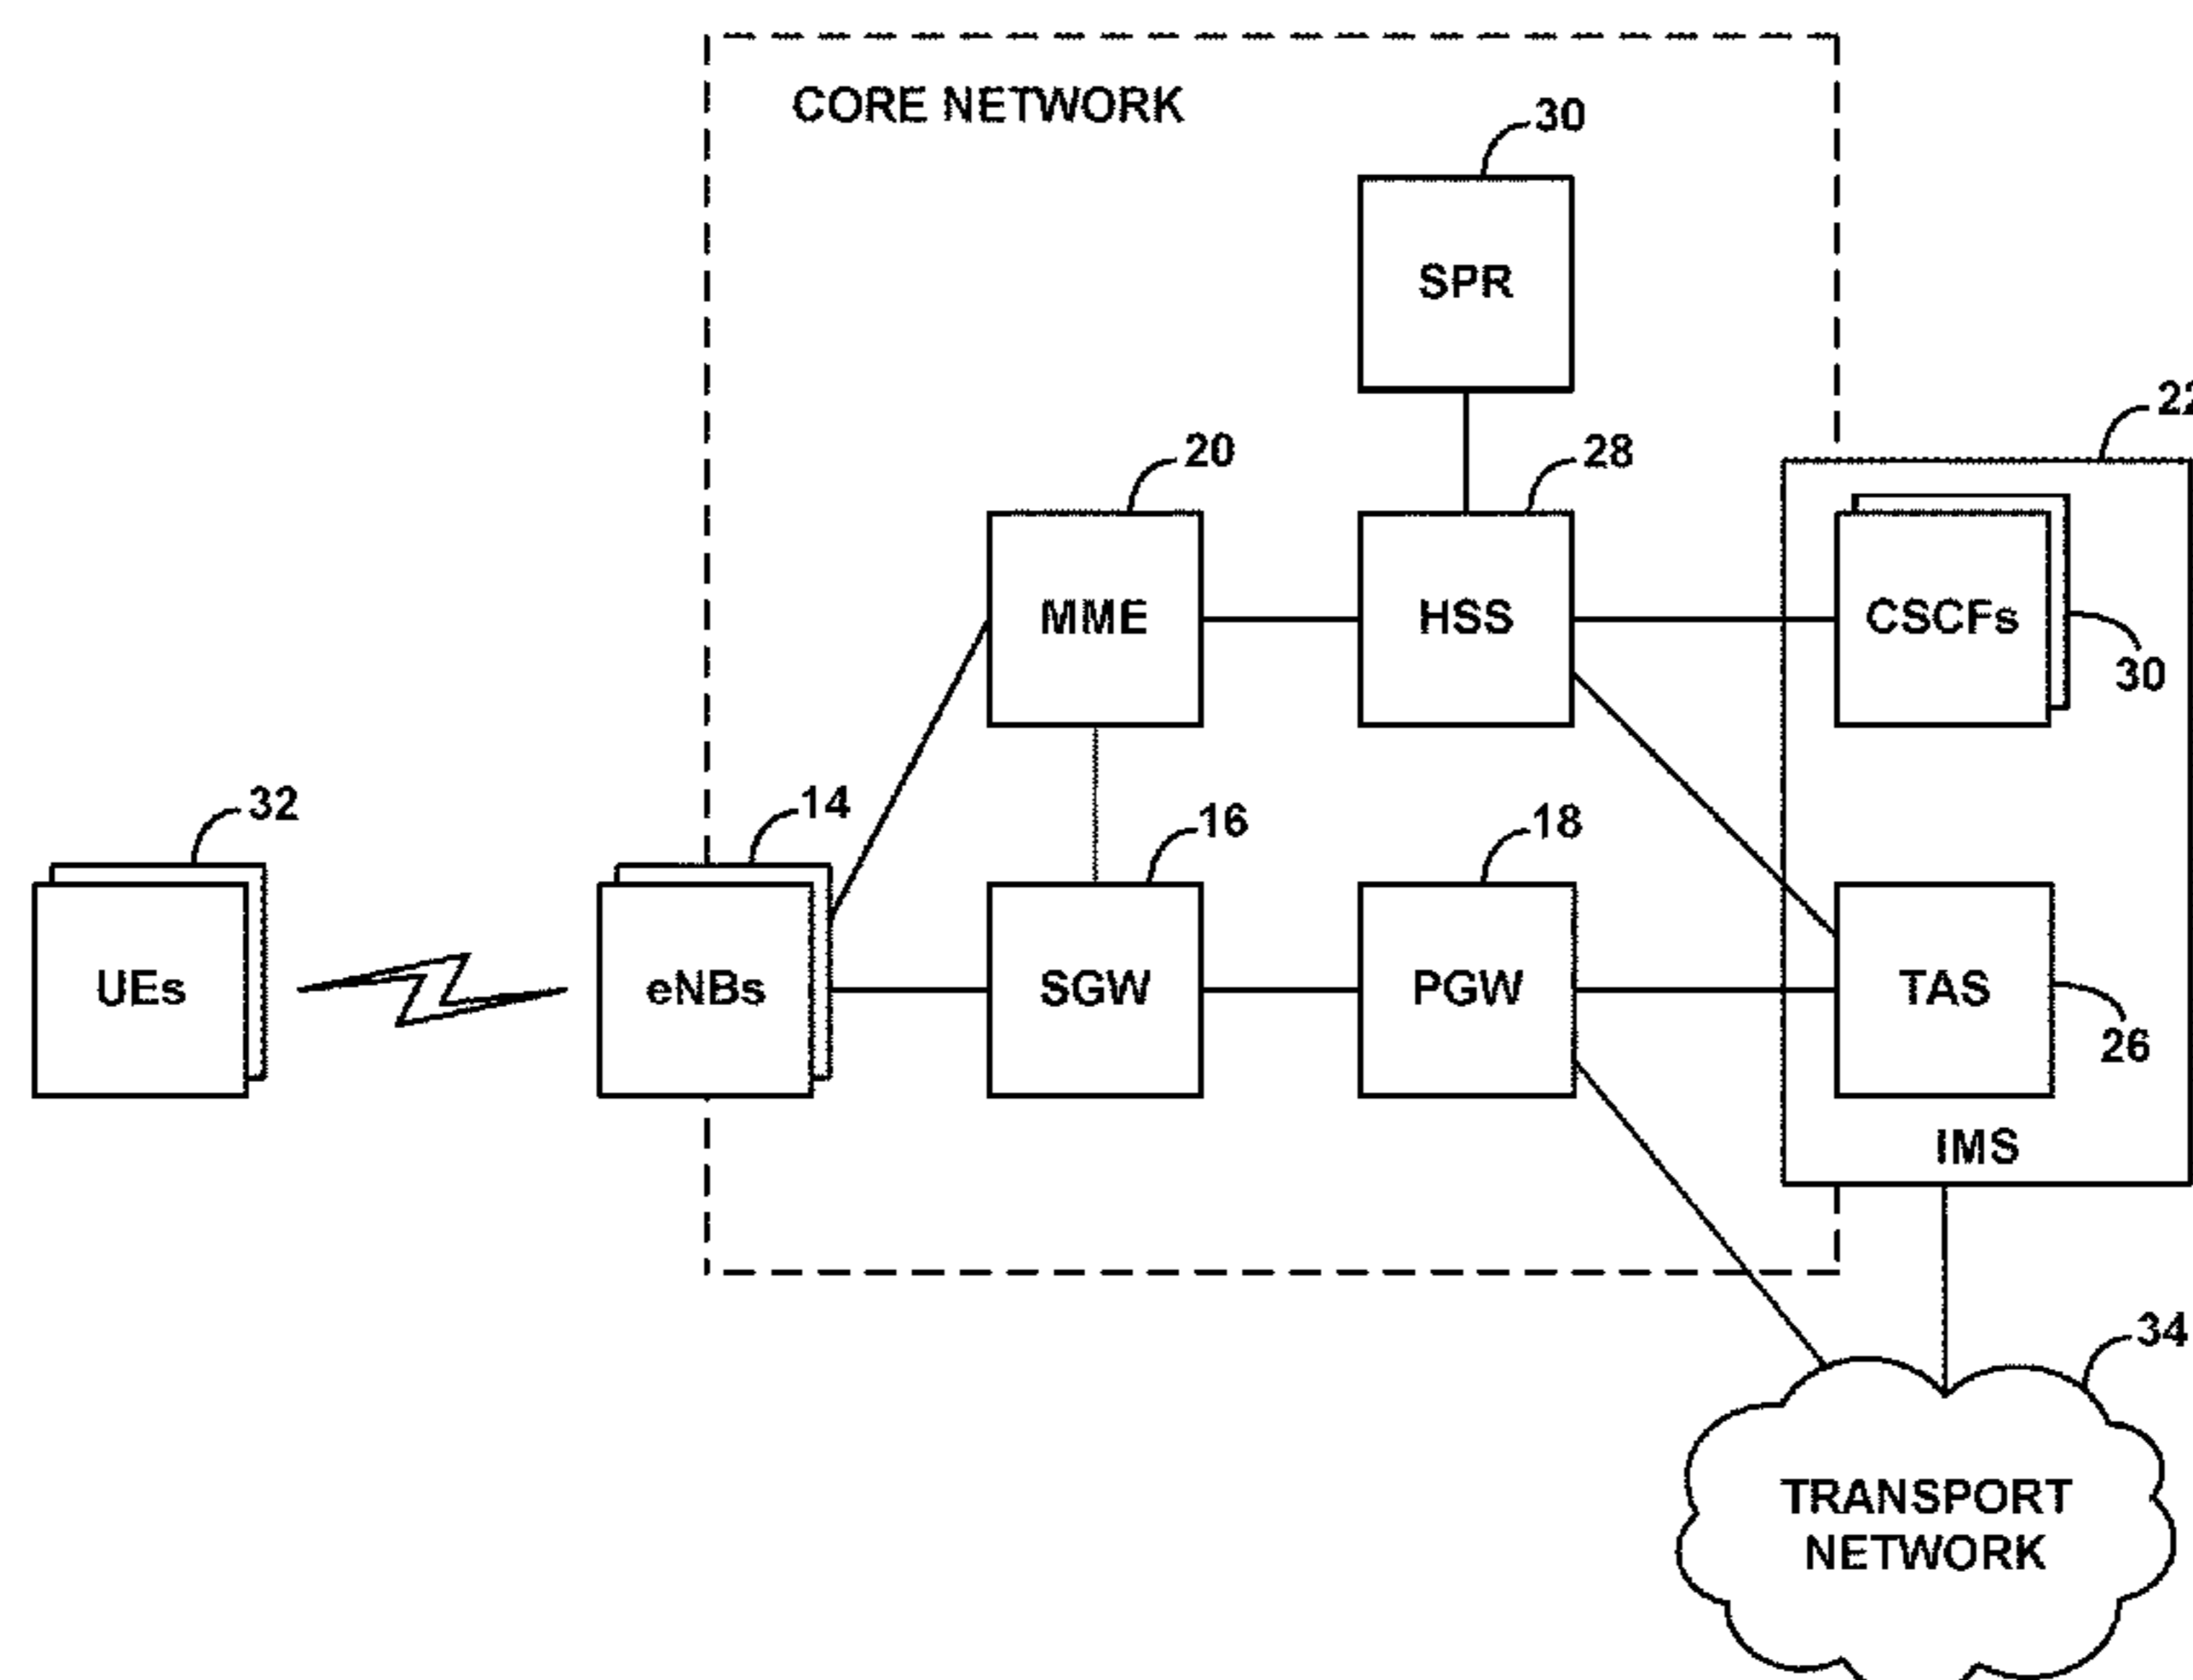 CORE NETWORK
30
SPR
22
20
28
MME
HSS
CSCFs
30
32
14
16
18
UEs
eNBs
SGW
PGW
TAS
26
IMS
34
TRANSPORT
NETWORK